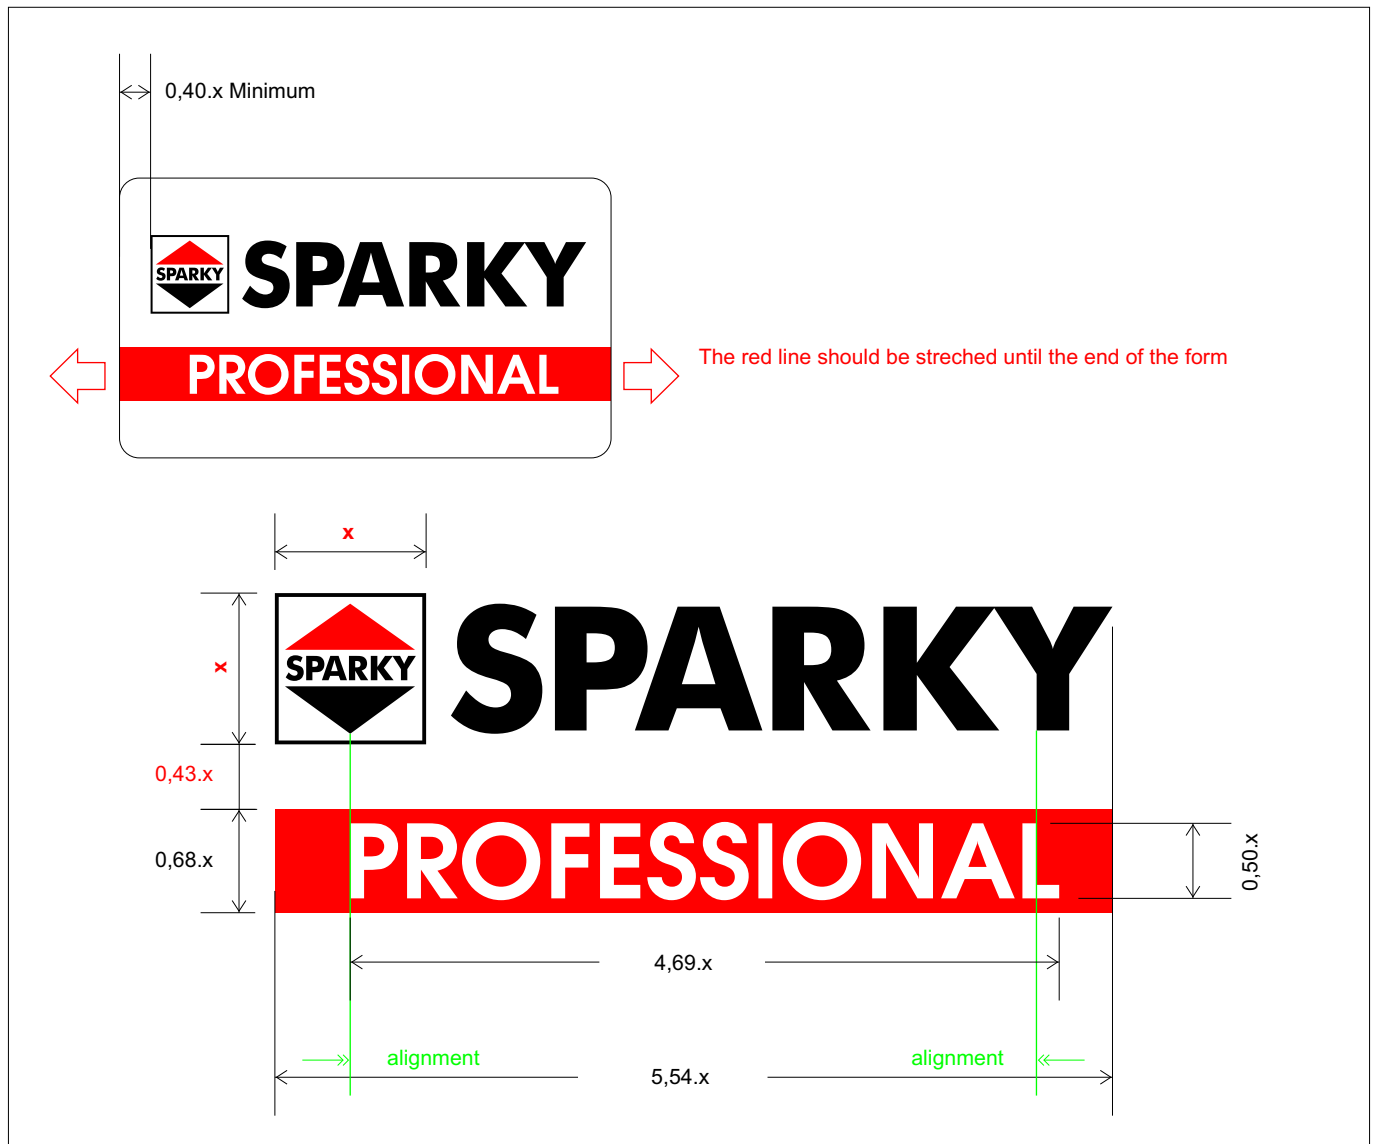 0,40.x Minimum
SPARKY
SPARKY
PROFESSIONAL
The red line should be streched until the end of the form
x
x
SPARKY
SPARKY
0,43.x
0,68.x
PROFESSIONAL
0,50.x
4,69.x
alignment
alignment
5,54.x